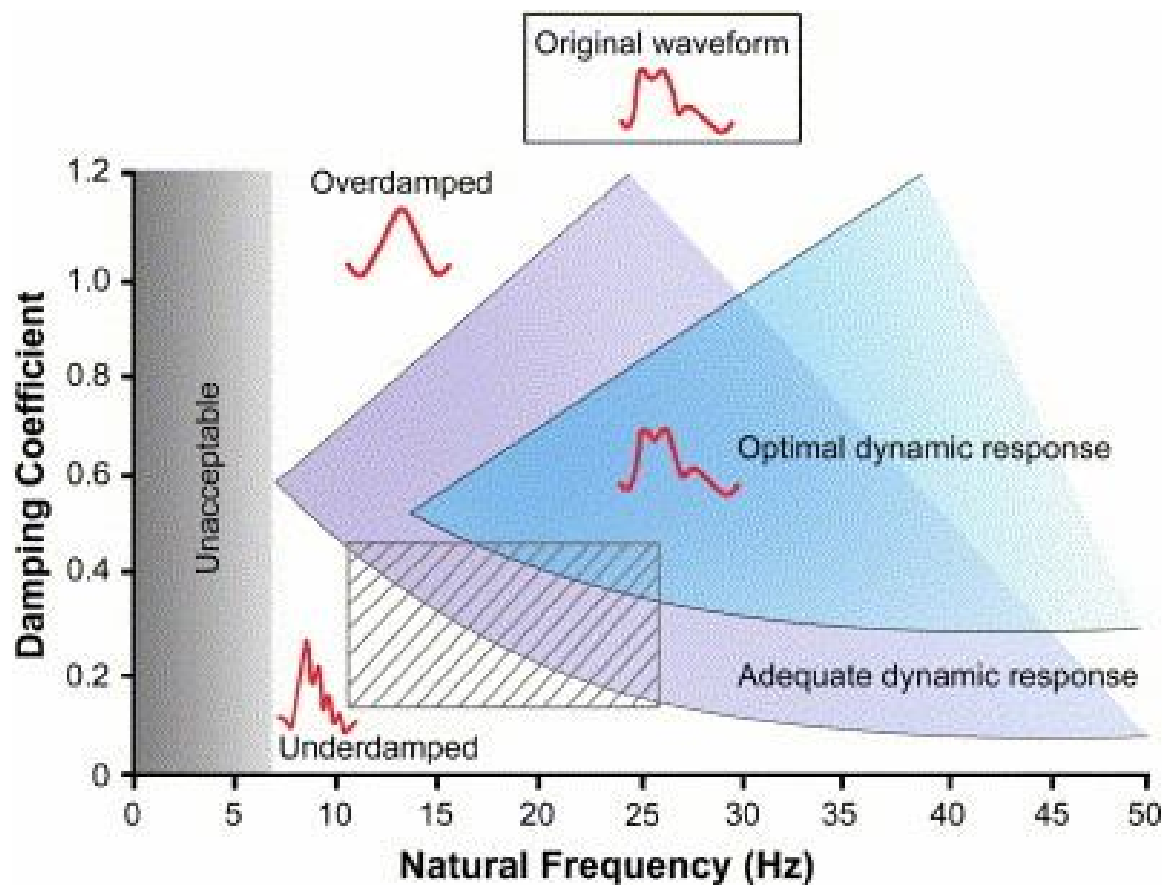 Original waveform
1.2
Overdamped
1.0
0.8
Unacceptable
Optimal dynamic response
0.6
0.4
Damping Coefficient
0.2
Adequate dynamic response
Underdamped
0
0 5 10 15 20 25 30 35 40 45 50
Natural Frequency (Hz)